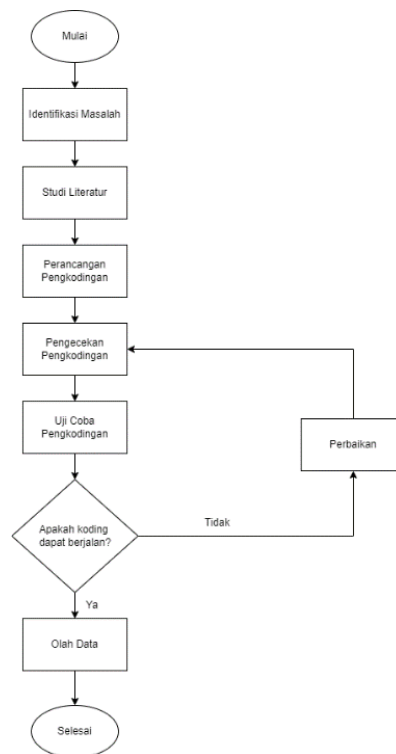 Mulai
Identifikasi Masalah
Studi Literatur
Perancangan
Pengkodingan
Pengecekan
Pengkodingan
Uji Coba
Pengkodingan
Perbaikan
Apakah koding
dapat berjalan?
Tidak
Ya
Olah Data
Selesai